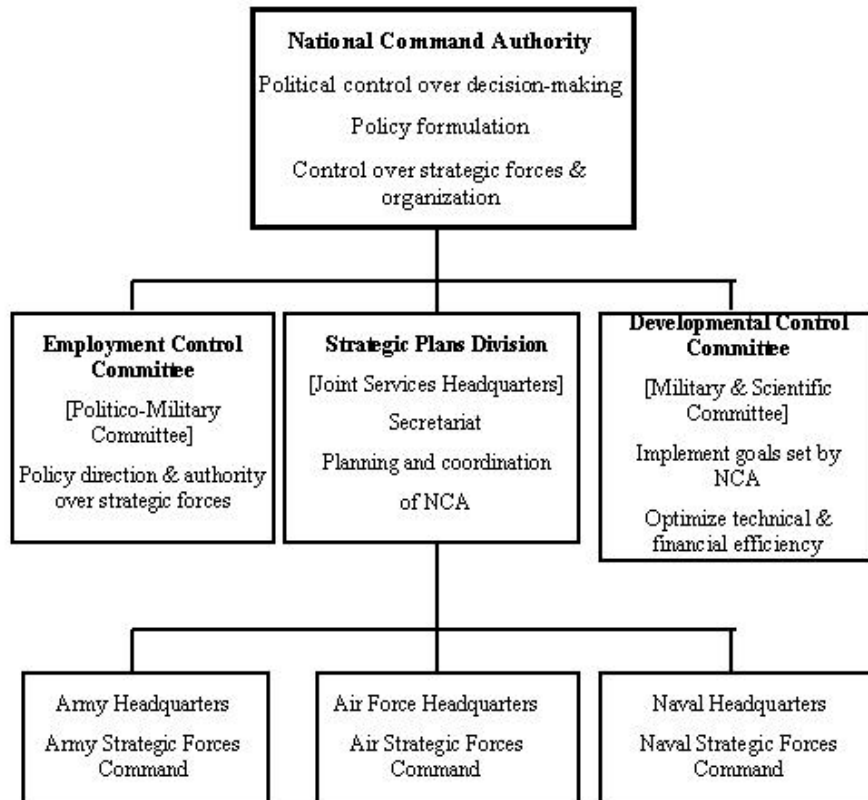 National Command Authority
Political control over decision-making
Policy formulation
Control over strategic forces &
organization
Employment Control
Committee
[Politico-Military
Committee]
Policy direction & authority
over strategic forces
Strategic Plans Division
[Joint Services Headquarters]
Secretariat
Planning and coordination
of NCA
Developmental Control
Committee
[Military & Scientific
Committee]
Implement goals set by
NCA
Optimize technical &
financial efficiency
Army Headquarters
Army Strategic Forces
Command
Air Force Headquarters
Air Strategic Forces
Command
Naval Headquarters
Naval Strategic Forces
Command